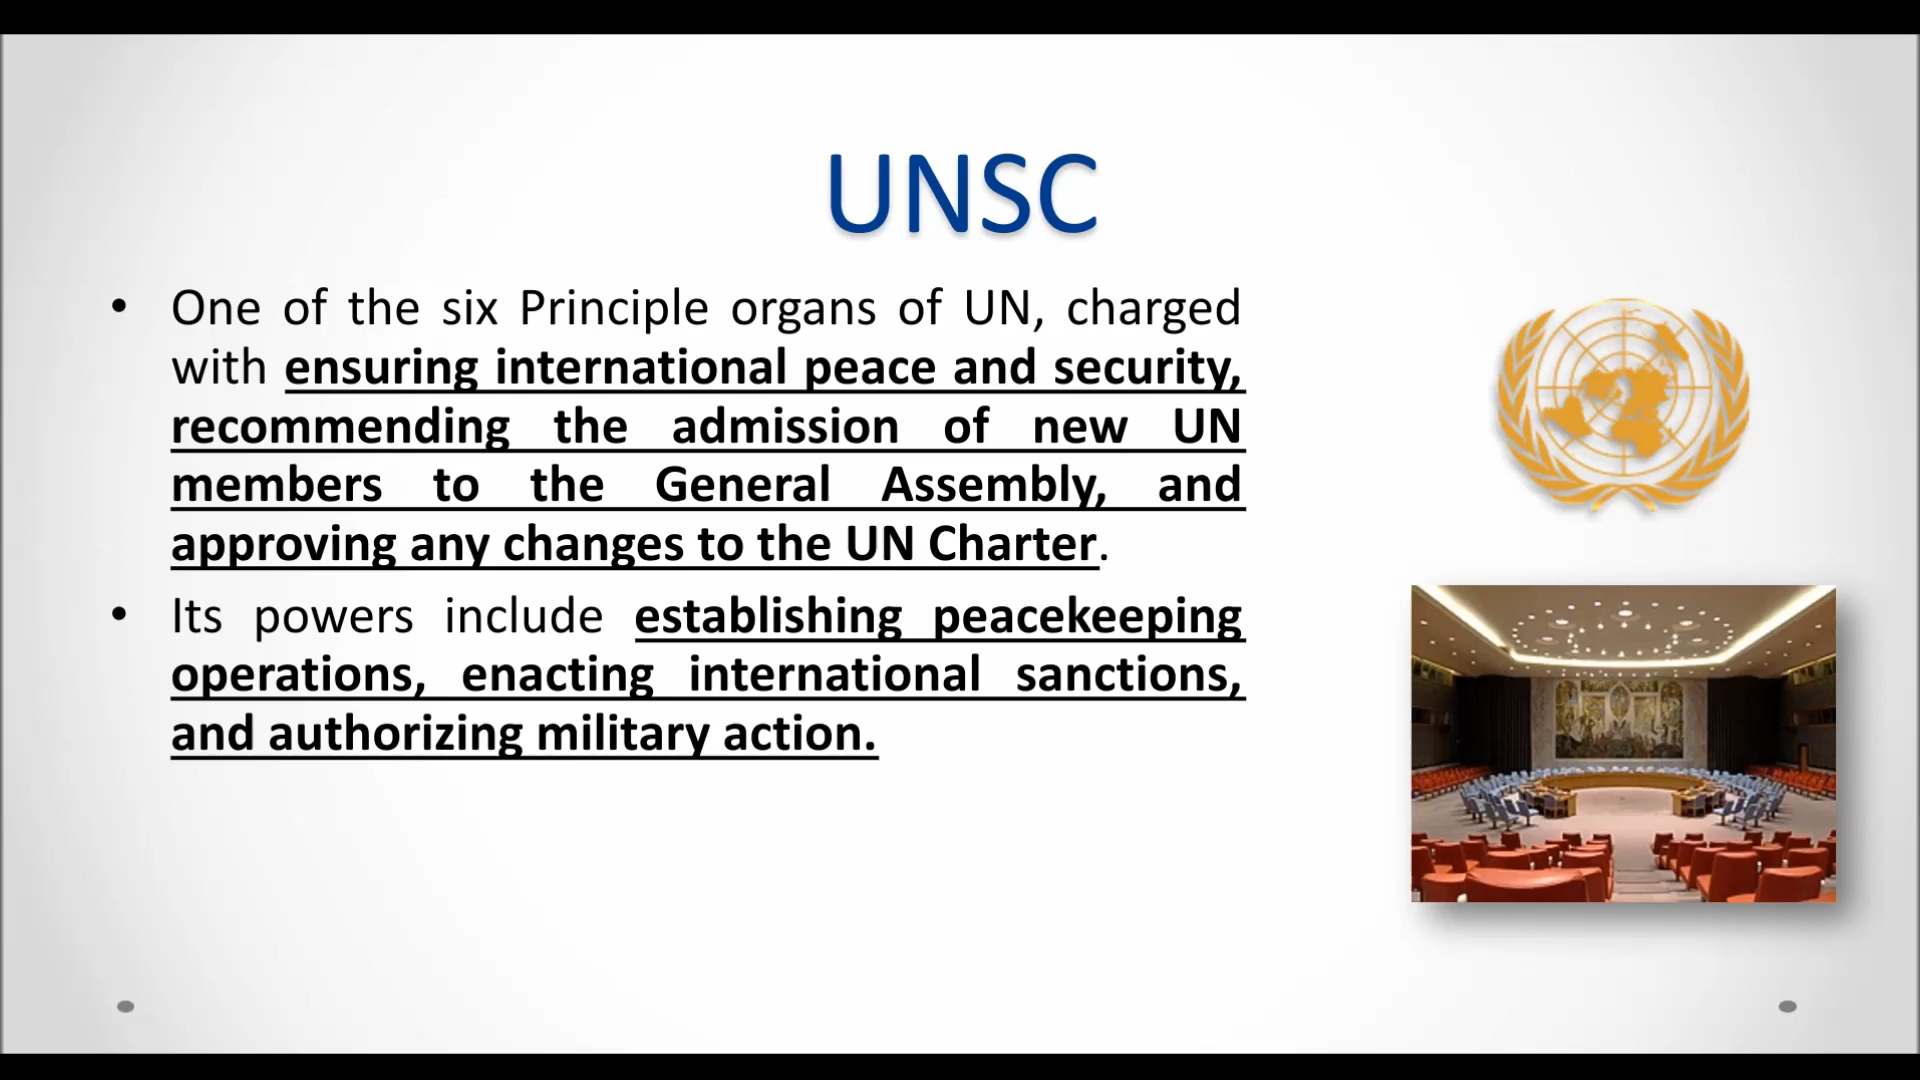 UNSC
• One of the six Principle organs of UN, charged
with ensuring international peace and security,
recommending the admission of new UN
members to the General Assembly, and
approving any changes to the UN Charter.
• Its powers include establishing peacekeeping
operations, enacting international sanctions,
and authorizing military action.